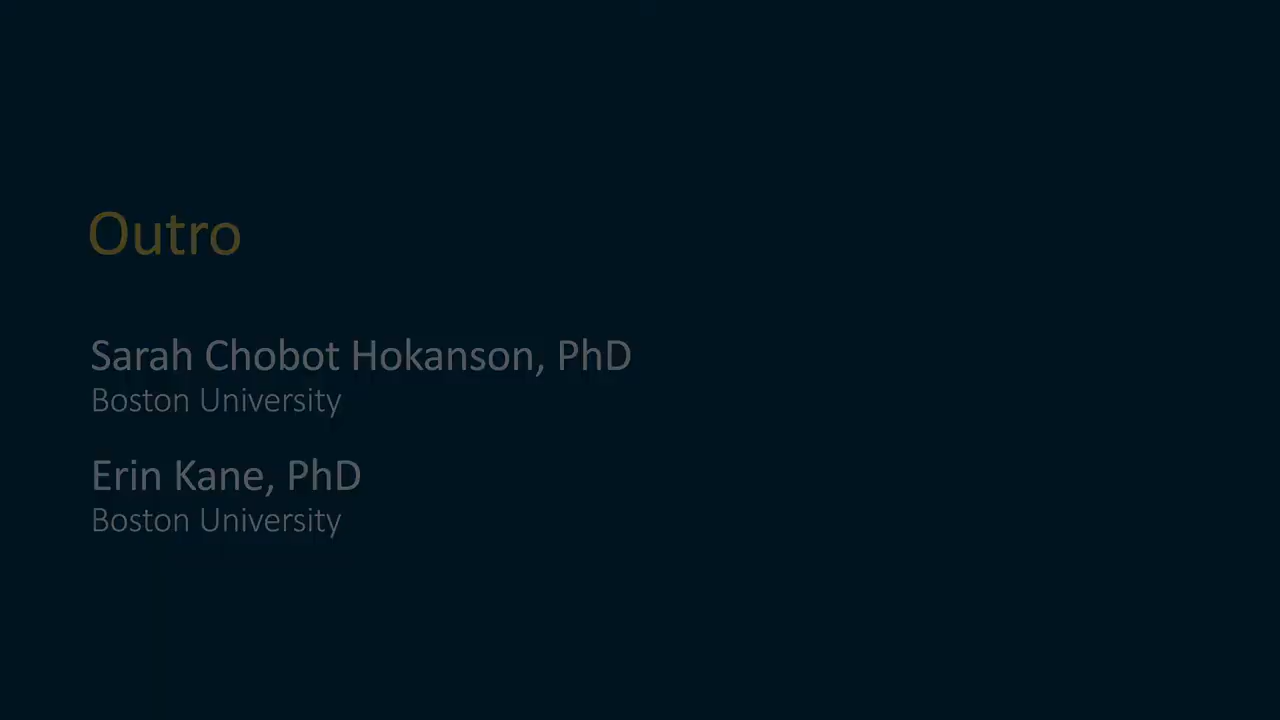 Outro
Sarah Chobot Hokanson, PhD
Boston University
Erin Kane, PhD
Boston University